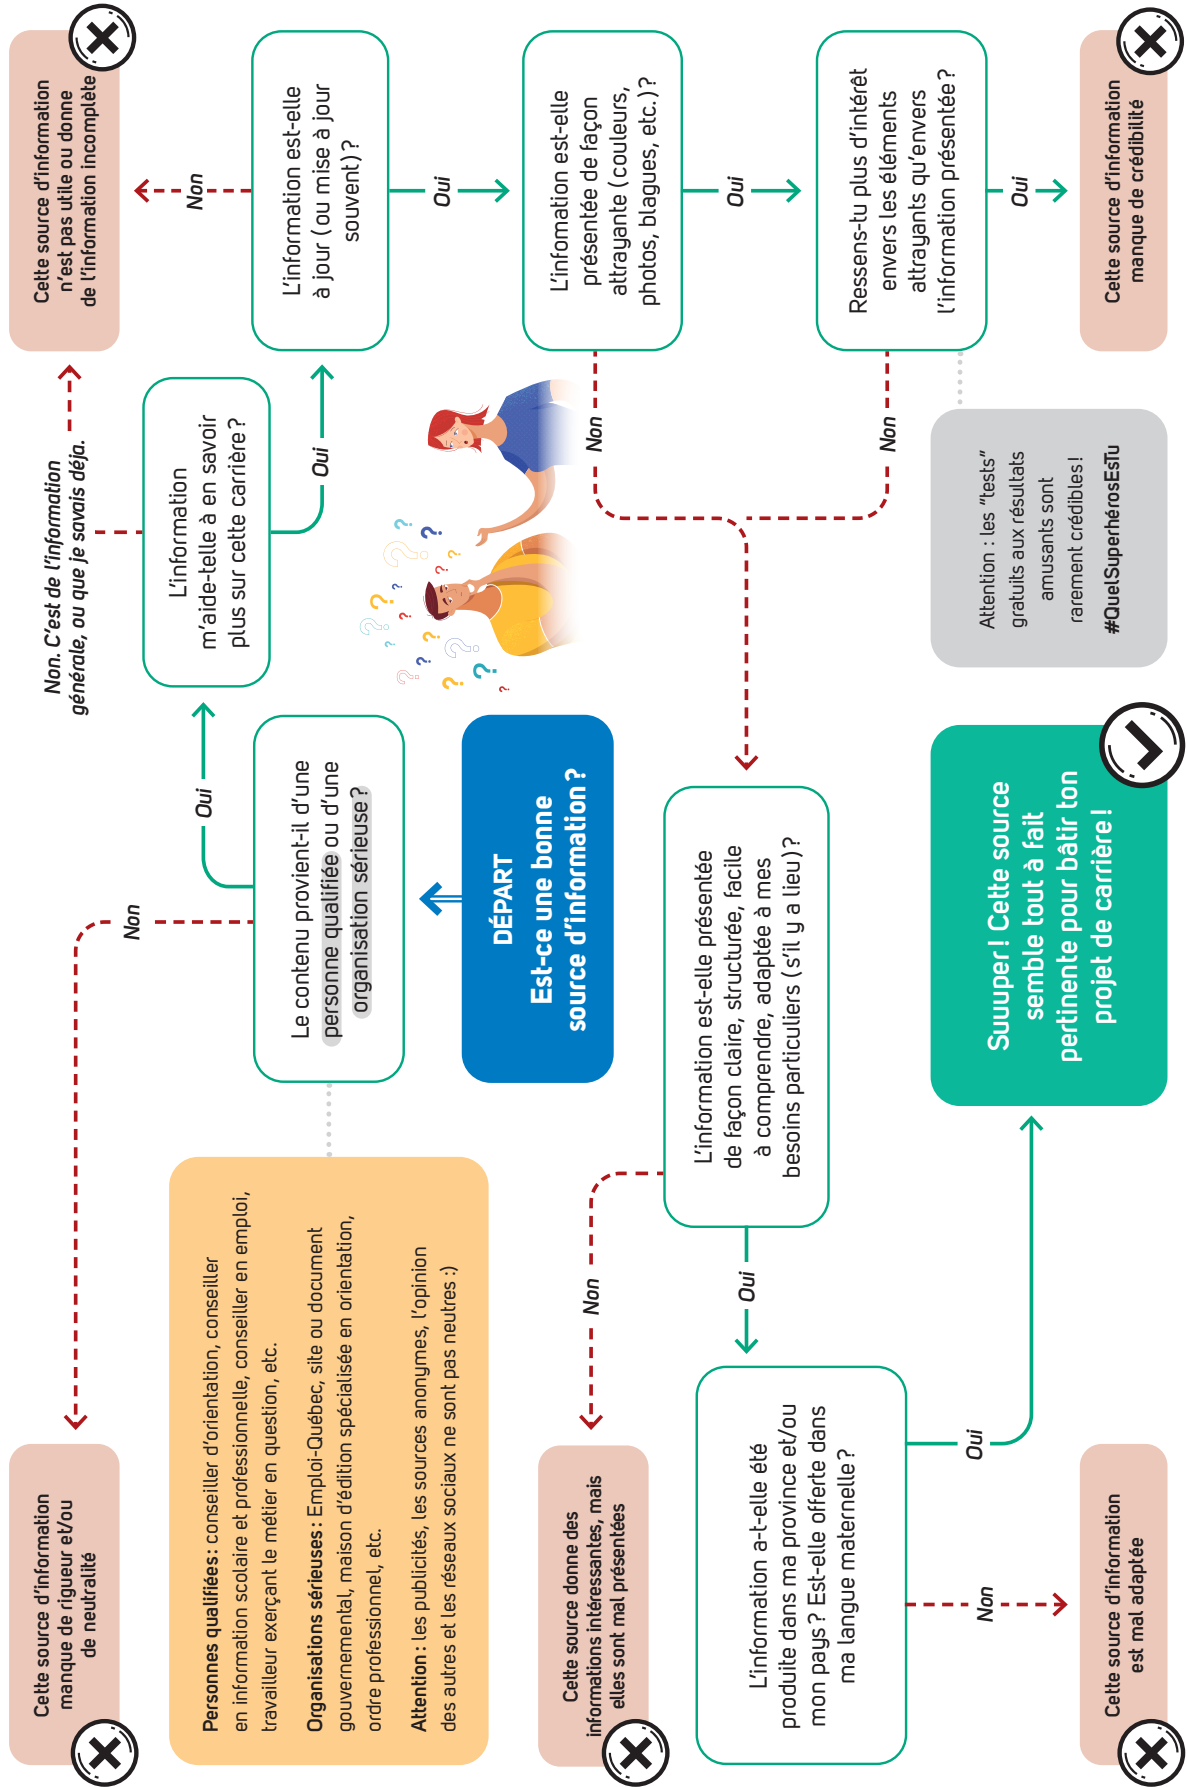 DÉPART
Est-ce une bonne
source d'information ?
Le contenu provient-il d'une
personne qualifiée ou d'une
organisation sérieuse ?
Personnes qualifiées : conseiller d'orientation, conseiller
en information scolaire et professionnelle, conseiller en emploi,
travailleur exerçant le métier en question, etc.
Organisations sérieuses : Emploi-Québec, site ou document
gouvernemental, maison d'édition spécialisée en orientation,
ordre professionnel, etc.
Attention : les publicités, les sources anonymes, l'opinion
des autres et les réseaux sociaux ne sont pas neutres :)
Non
Cette source d'information
manque de rigueur et/ou
de neutralité
Oui
L'information
m'aide-telle à en savoir
plus sur cette carrière ?
Non. C'est de l'information
générale, ou que je savais déja.
Cette source d'information
n'est pas utile ou donne
de l'information incomplète
Oui
L'information est-elle
à jour (ou mise à jour
souvent) ?
Non
Oui
L'infomation est-elle
présentée de façon
attrayante (couleurs,
photos, blagues, etc.) ?
Non
Oui
Ressens-tu plus d'intérêt
envers les éléments
attrayants qu'envers
l'information présentée ?
Non
Oui
Cette source d'information
manque de crédibilité
Attention : les "tests"
gratuits aux résultats
amusants sont
rarement crédibles !
#QuelSuperhérosEsTu
L'information est-elle présentée
de façon claire, structurée, facile
à comprendre, adaptée à mes
besoins particuliers (s'il y a lieu) ?
Non
Cette source donne des
informations intéressantes, mais
elles sont mal présentées
Oui
L'information a-t-elle été
produite dans ma province et/ou
mon pays ? Est-elle offerte dans
ma langue maternelle ?
Non
Cette source d'information
est mal adaptée
Oui
Suuuper ! Cette source
semble tout à fait
pertinente pour bâtir ton
projet de carrière !
? ? ? ? ? ? ? ? ? ? ? ? ? ? ? ? ?